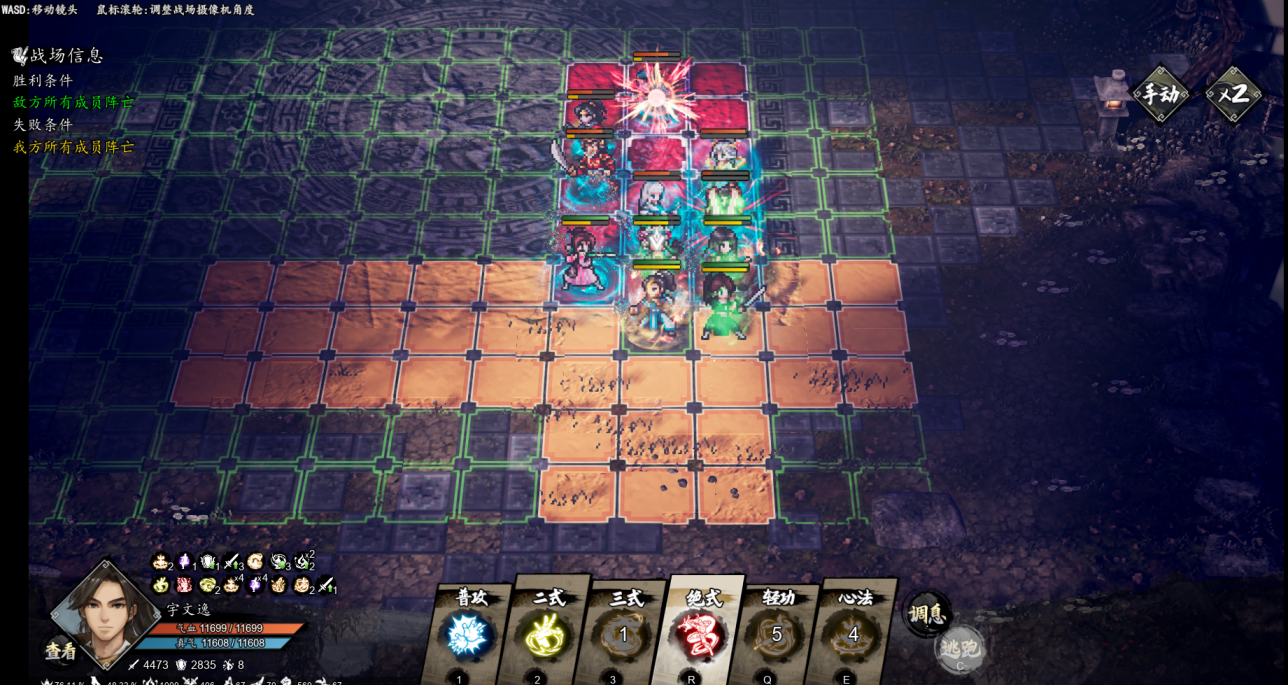 WASD:移动镜头 鼠标滚轮:调整战场摄像机角度
战场信息
胜利条件
敌方所有成员阵亡
失败条件
我方所有成员阵亡
手动
x2
宇文逸
气血 11699/11699
真气 11608/11608
查看
4473 2835 8
普攻
1
二式
2
三式
1
3
绝式
R
轻功
5
Q
心法
4
E
调息
逃跑
C